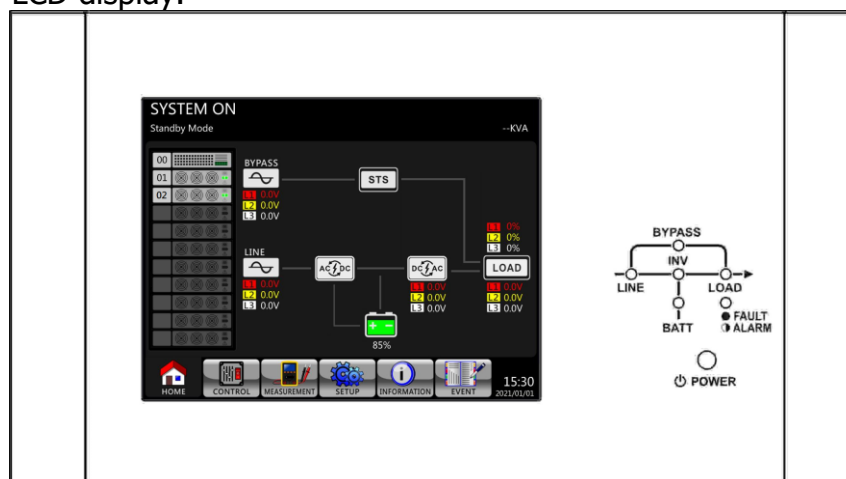 LCD display.
SYSTEM ON
Standby Mode
--KVA
00
01
02
BYPASS
L1 0.0V
L2 0.0V
L3 0.0V
STS
L1 0%
L2 0%
L3 0%
LINE
L1 0.0V
L2 0.0V
L3 0.0V
AC DC
DC AC
L1 0.0V
L2 0.0V
L3 0.0V
LOAD
L1 0.0V
L2 0.0V
L3 0.0V
85%
HOME
CONTROL
MEASUREMENT
SETUP
INFORMATION
EVENT
15:30
2021/01/01
BYPASS
INV
LINE
LOAD
BATT
FAULT
ALARM
POWER